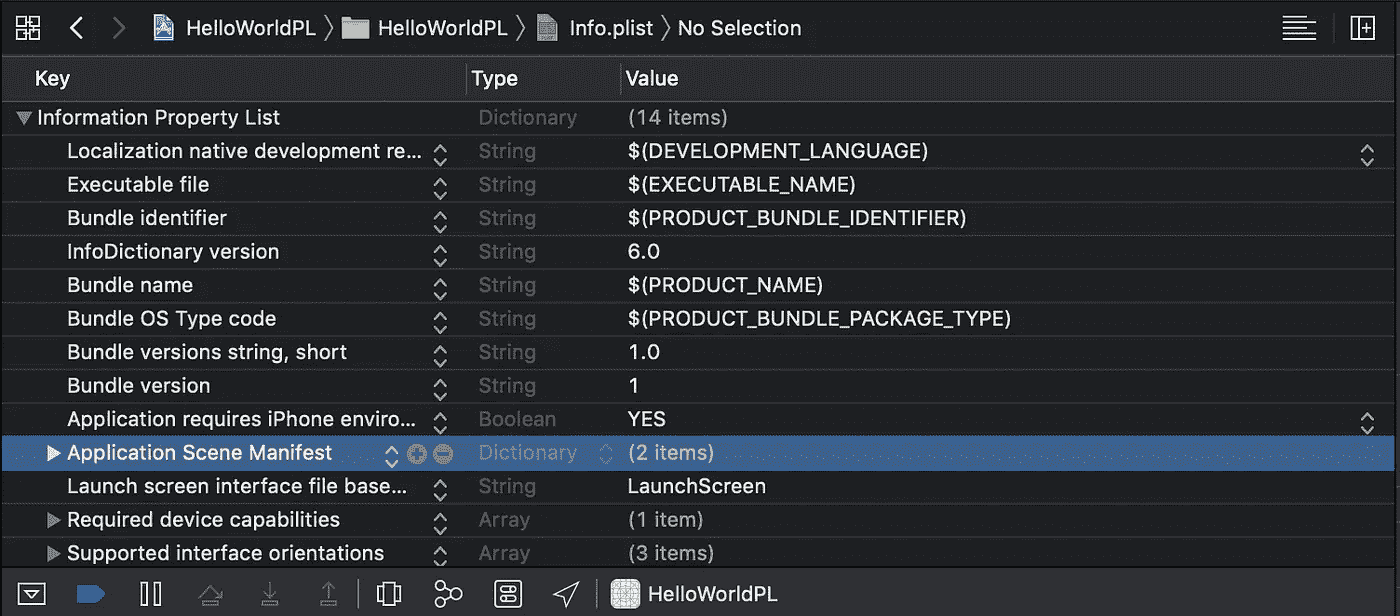 HelloWorldPL HelloWorldPL Info.plist No Selection
Key Type Value
Information Property List Dictionary (14 items)
Localization native development re... String $(DEVELOPMENT_LANGUAGE)
Executable file String $(EXECUTABLE_NAME)
Bundle identifier String $(PRODUCT_BUNDLE_IDENTIFIER)
InfoDictionary version String 6.0
Bundle name String $(PRODUCT_NAME)
Bundle OS Type code String $(PRODUCT_BUNDLE_PACKAGE_TYPE)
Bundle versions string, short String 1.0
Bundle version String 1
Application requires iPhone enviro... Boolean YES
Application Scene Manifest Dictionary (2 items)
Launch screen interface file base... String LaunchScreen
Required device capabilities Array (1 item)
Supported interface orientations Array (3 items)
HelloWorldPL